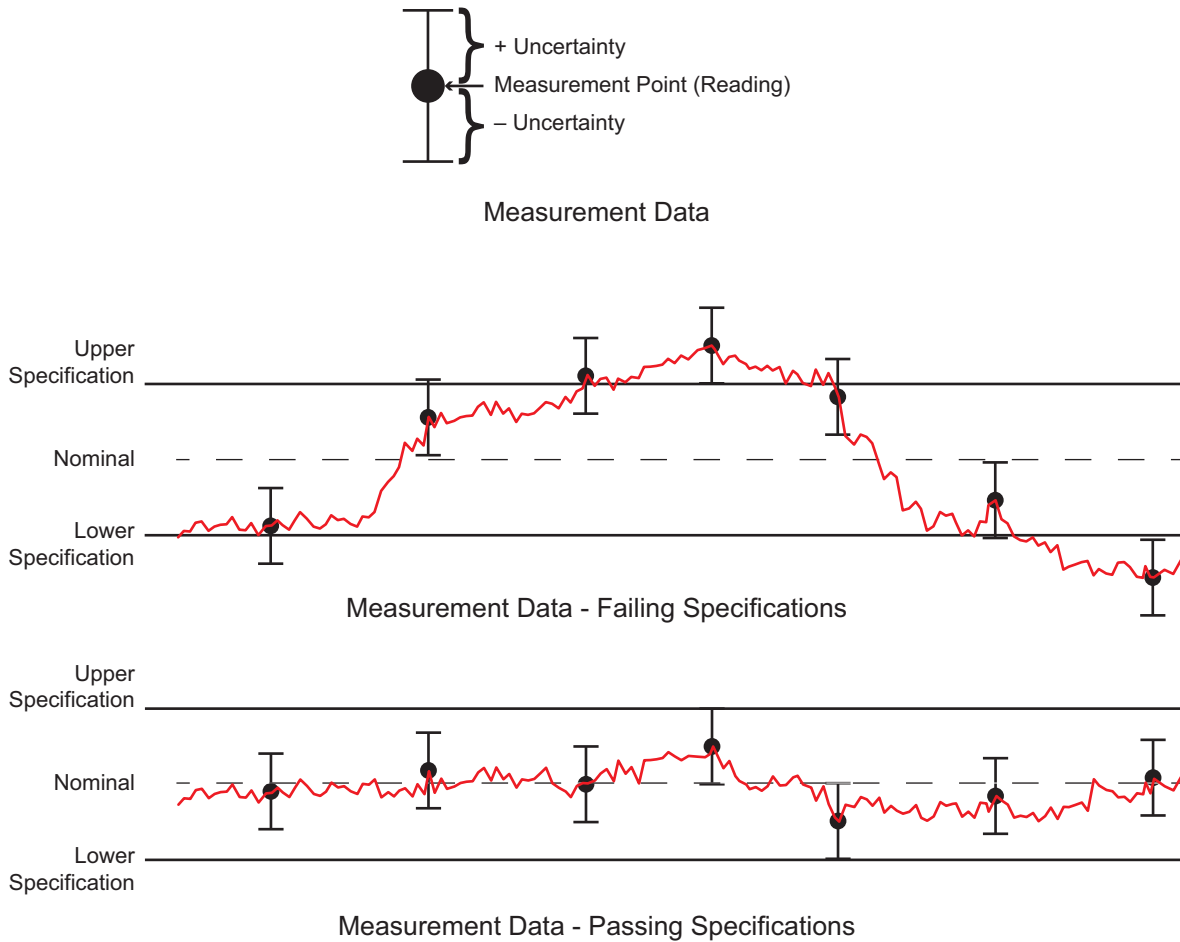 + Uncertainty
Measurement Point (Reading)
– Uncertainty
Measurement Data
Upper
Specification
Nominal
Lower
Specification
Measurement Data - Failing Specifications
Upper
Specification
Nominal
Lower
Specification
Measurement Data - Passing Specifications